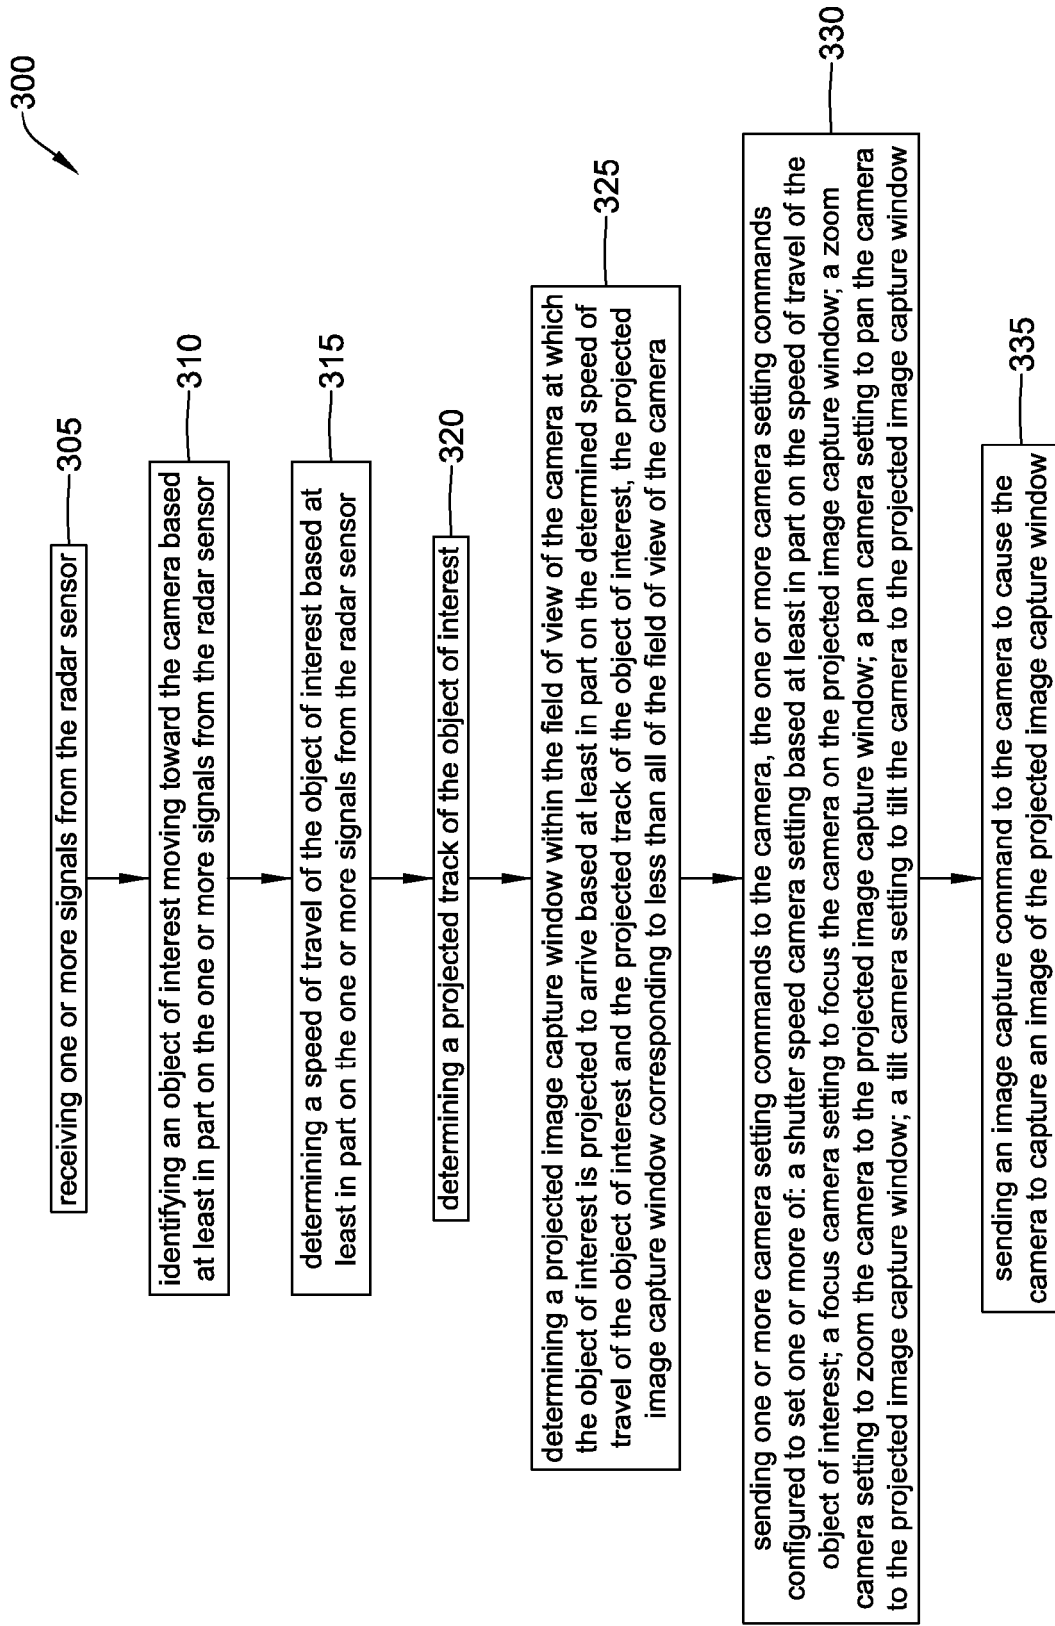 300
receiving one or more signals from the radar sensor
305
identifying an object of interest moving toward the camera based
at least in part on the one or more signals from the radar sensor
310
determining a speed of travel of the object of interest based at
least in part on the one or more signals from the radar sensor
315
determining a projected track of the object of interest
320
determining a projected image capture window within the field of view of the camera at which
the object of interest is projected to arrive based at least in part on the determined speed of
travel of the object of interest and the projected track of the object of interest, the projected
image capture window corresponding to less than all of the field of view of the camera
325
sending one or more camera setting commands to the camera, the one or more camera setting commands
configured to set one or more of: a shutter speed camera setting based at least in part on the speed of travel of the
object of interest; a focus camera setting to focus the camera on the projected image capture window; a zoom
camera setting to zoom the camera to the projected image capture window; a pan camera setting to pan the camera
to the projected image capture window; a tilt camera setting to tilt the camera to the projected image capture window
330
sending an image capture command to the camera to cause the
camera to capture an image of the projected image capture window
335